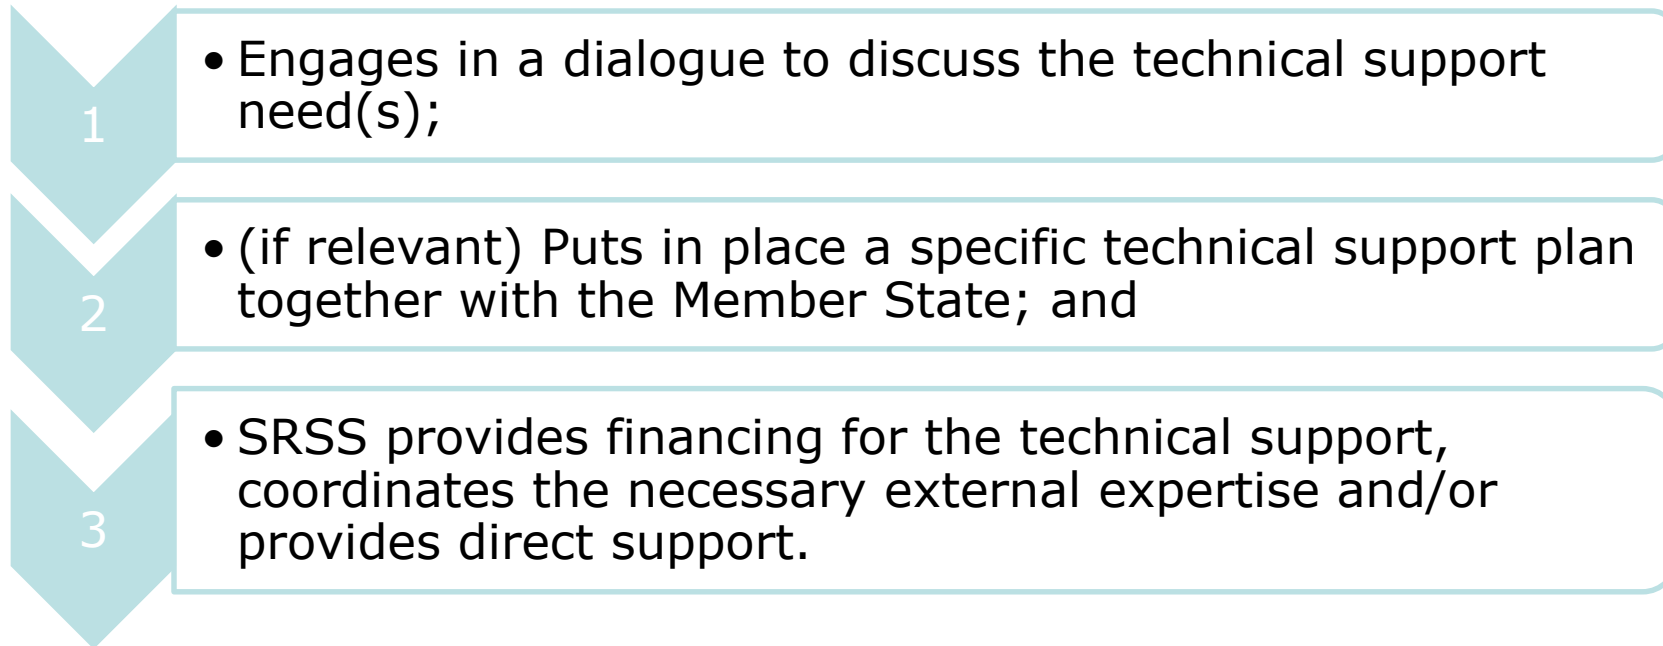 1
• Engages in a dialogue to discuss the technical support
need(s);
2
• (if relevant) Puts in place a specific technical support plan
together with the Member State; and
3
• SRSS provides financing for the technical support,
coordinates the necessary external expertise and/or
provides direct support.